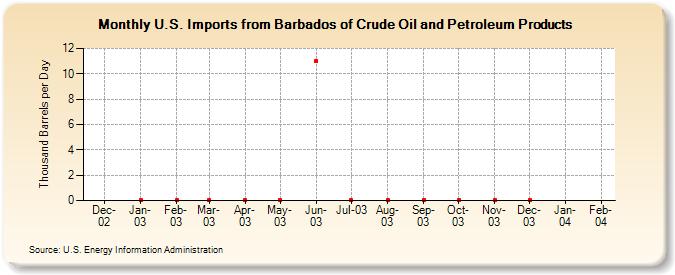 Monthly U.S. Imports from Barbados of Crude Oil and Petroleum Products
Thousand Barrels per Day
12
10
8
6
4
2
0
Dec-02 Jan-03 Feb-03 Mar-03 Apr-03 May-03 Jun-03 Jul-03 Aug-03 Sep-03 Oct-03 Nov-03 Dec-03 Jan-04 Feb-04
Source: U.S. Energy Information Administration